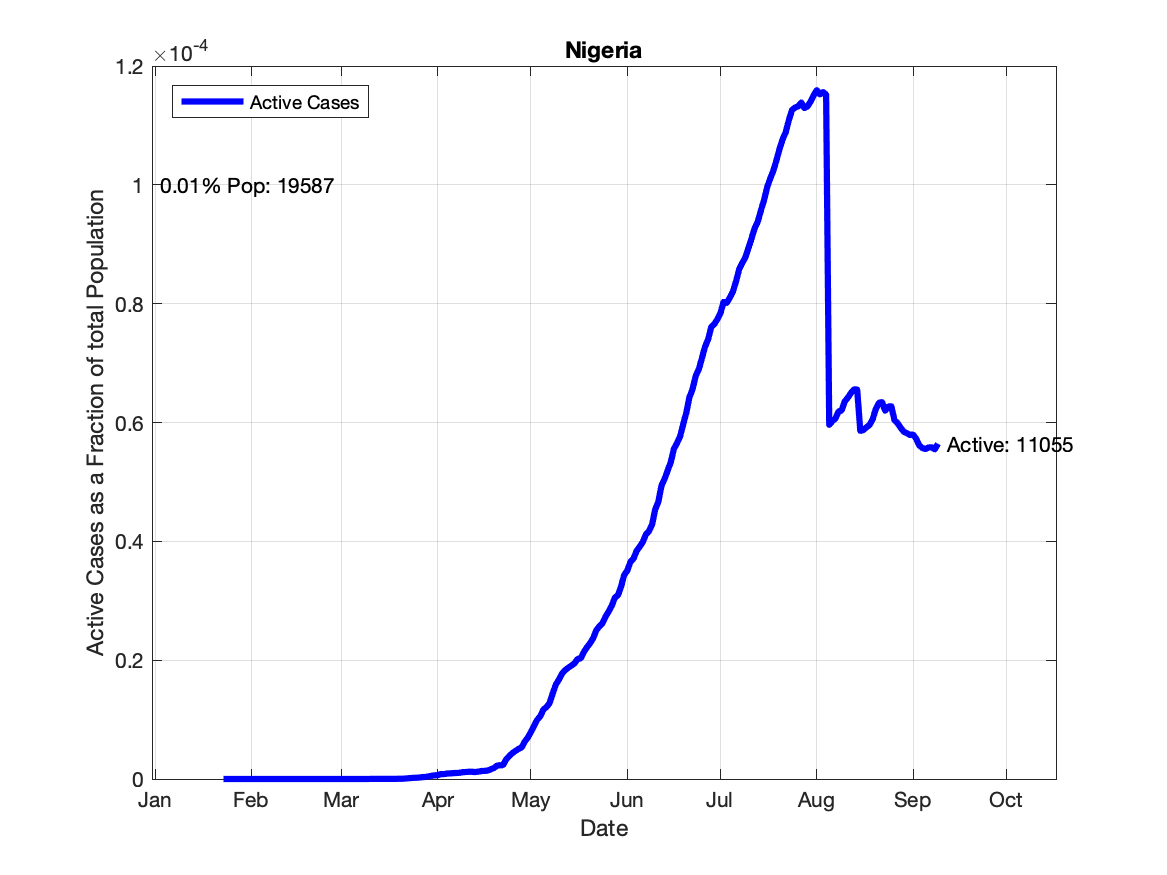 Nigeria
×10-4
1.2
1
0.8
0.6
0.4
0.2
0
Active Cases as a Fraction of total Population
Active Cases
0.01% Pop: 19587
Active: 11055
Jan Feb Mar Apr May Jun Jul Aug Sep Oct
Date